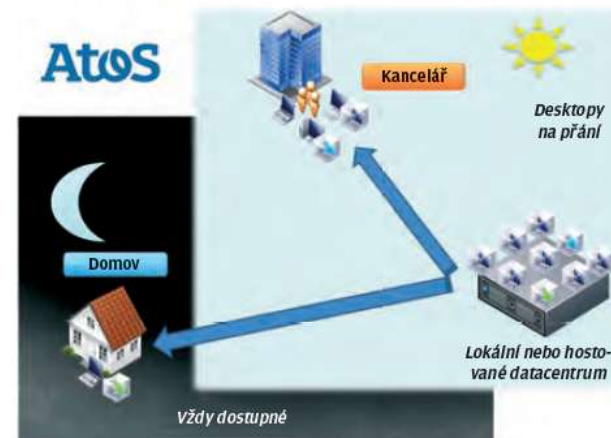 Atos
Kancelář
Desktopy
na přání
Domov
Lokální nebo hosto-
vané datacentrum
Vždy dostupné